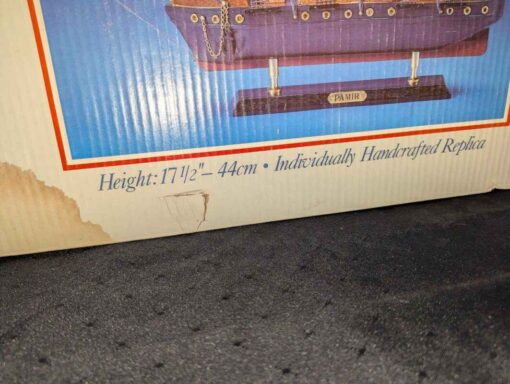 PAMIR
Height: 17 1/2" – 44cm • Individually Handcrafted Replica